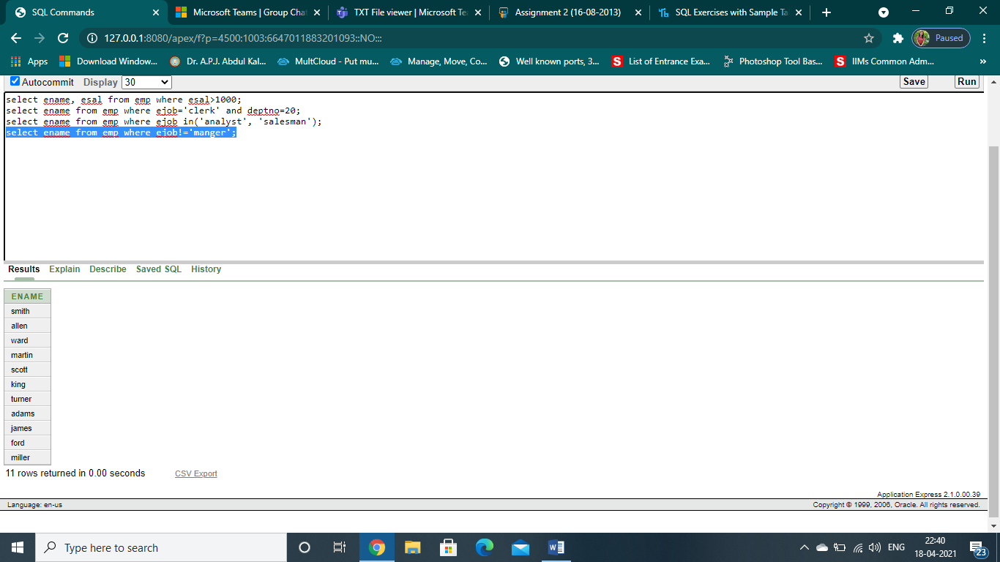 SQL Commands
Microsoft Teams | Group Cha
TXT File viewer | Microsoft Te
Assignment 2 (16-08-2013)
SQL Exercises with Sample Ta
127.0.0.1:8080/apex/f?p=4500:1003:6647011883201093::NO:::
Paused
Apps
Download Window...
Dr. A.P.J. Abdul Kal...
MultCloud - Put mu...
Manage, Move, Co...
Well known ports, 3...
S List of Entrance Exa...
Photoshop Tool Bas...
S IIMs Common Adm...
»
Autocommit Display 30 Save Run
select ename, esal from emp where esal>1000;
select ename from emp where ejob='clerk' and deptno=20;
select ename from emp where ejob in('analyst', 'salesman');
select ename from emp where ejob!='manger';
Results Explain Describe Saved SQL History
ENAME
smith
allen
ward
martin
scott
king
turner
adams
james
ford
miller
11 rows returned in 0.00 seconds CSV Export
Application Express 2.1.0.00.39
Language: en-us Copyright © 1999, 2006, Oracle. All rights reserved.
Type here to search
ENG
22:40
18-04-2021
23